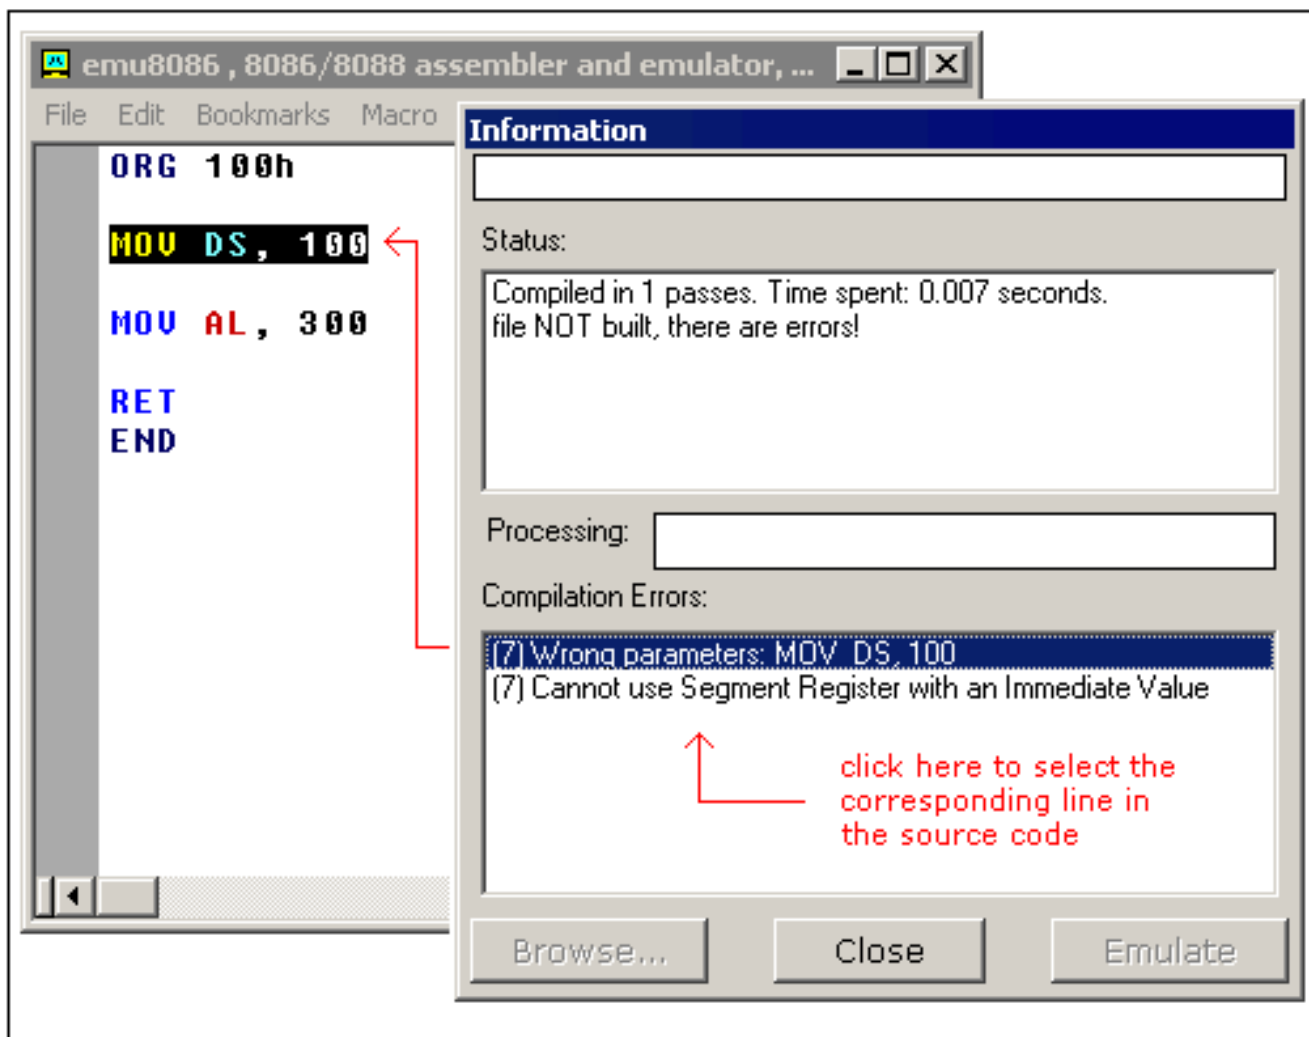 emu8086 , 8086/8088 assembler and emulator, ...
File Edit Bookmarks Macro
ORG 100h
MOV DS, 100
MOV AL, 300
RET
END
Information
Status:
Compiled in 1 passes. Time spent: 0.007 seconds.
file NOT built, there are errors!
Processing:
Compilation Errors:
(7) Wrong parameters: MOV DS, 100
(7) Cannot use Segment Register with an Immediate Value
click here to select the
corresponding line in
the source code
Browse...
Close
Emulate